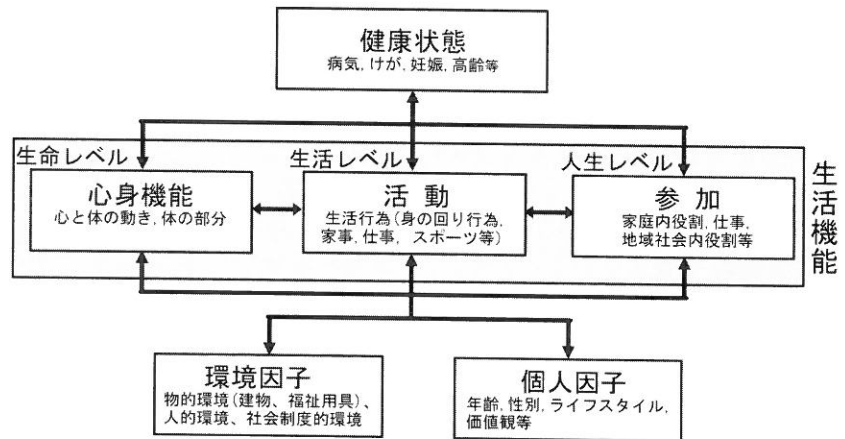 健康状態
病気, けが, 妊娠, 高齢等
生命レベル
生活レベル
人生レベル
生活機能
心身機能
心と体の動き, 体の部分
活 動
生活行為(身の回り行為,
家事, 仕事, スポーツ等)
参 加
家庭内役割, 仕事,
地域社会内役割等
環境因子
物的環境(建物、福祉用具)、
人的環境、社会制度的環境
個人因子
年齢, 性別, ライフスタイル,
価値観等